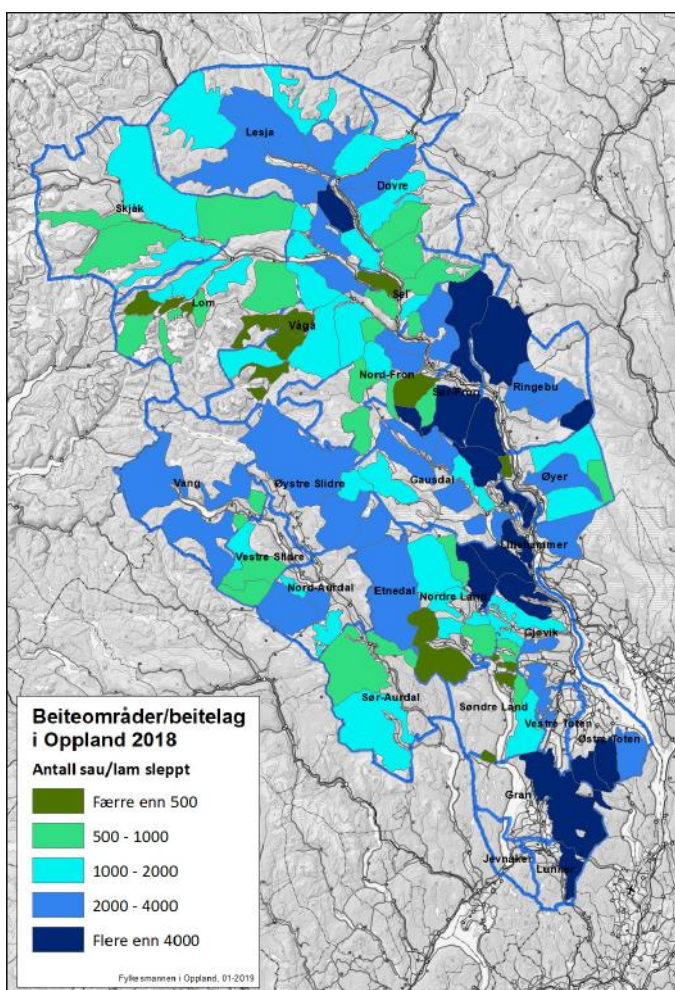 Lesja
Dovre
Skjåk
Lom
Sel
Vågå
Nord-Fron
Sør-Fron
Ringebu
Vang
Øystre Slidre
Gausdal
Øyer
Vestre Slidre
Lillehammer
Nord-Aurdal
Etnedal
Nordre Land
Gjøvik
Sør-Aurdal
Søndre Land
Vestre Toten
Østre Toten
Gran
Jevnaker
Lunner
Beiteområder/beitelag
i Oppland 2018
Antall sau/lam sleppt
Færre enn 500
500 - 1000
1000 - 2000
2000 - 4000
Flere enn 4000
Fylkesmannen i Oppland, 01-2019